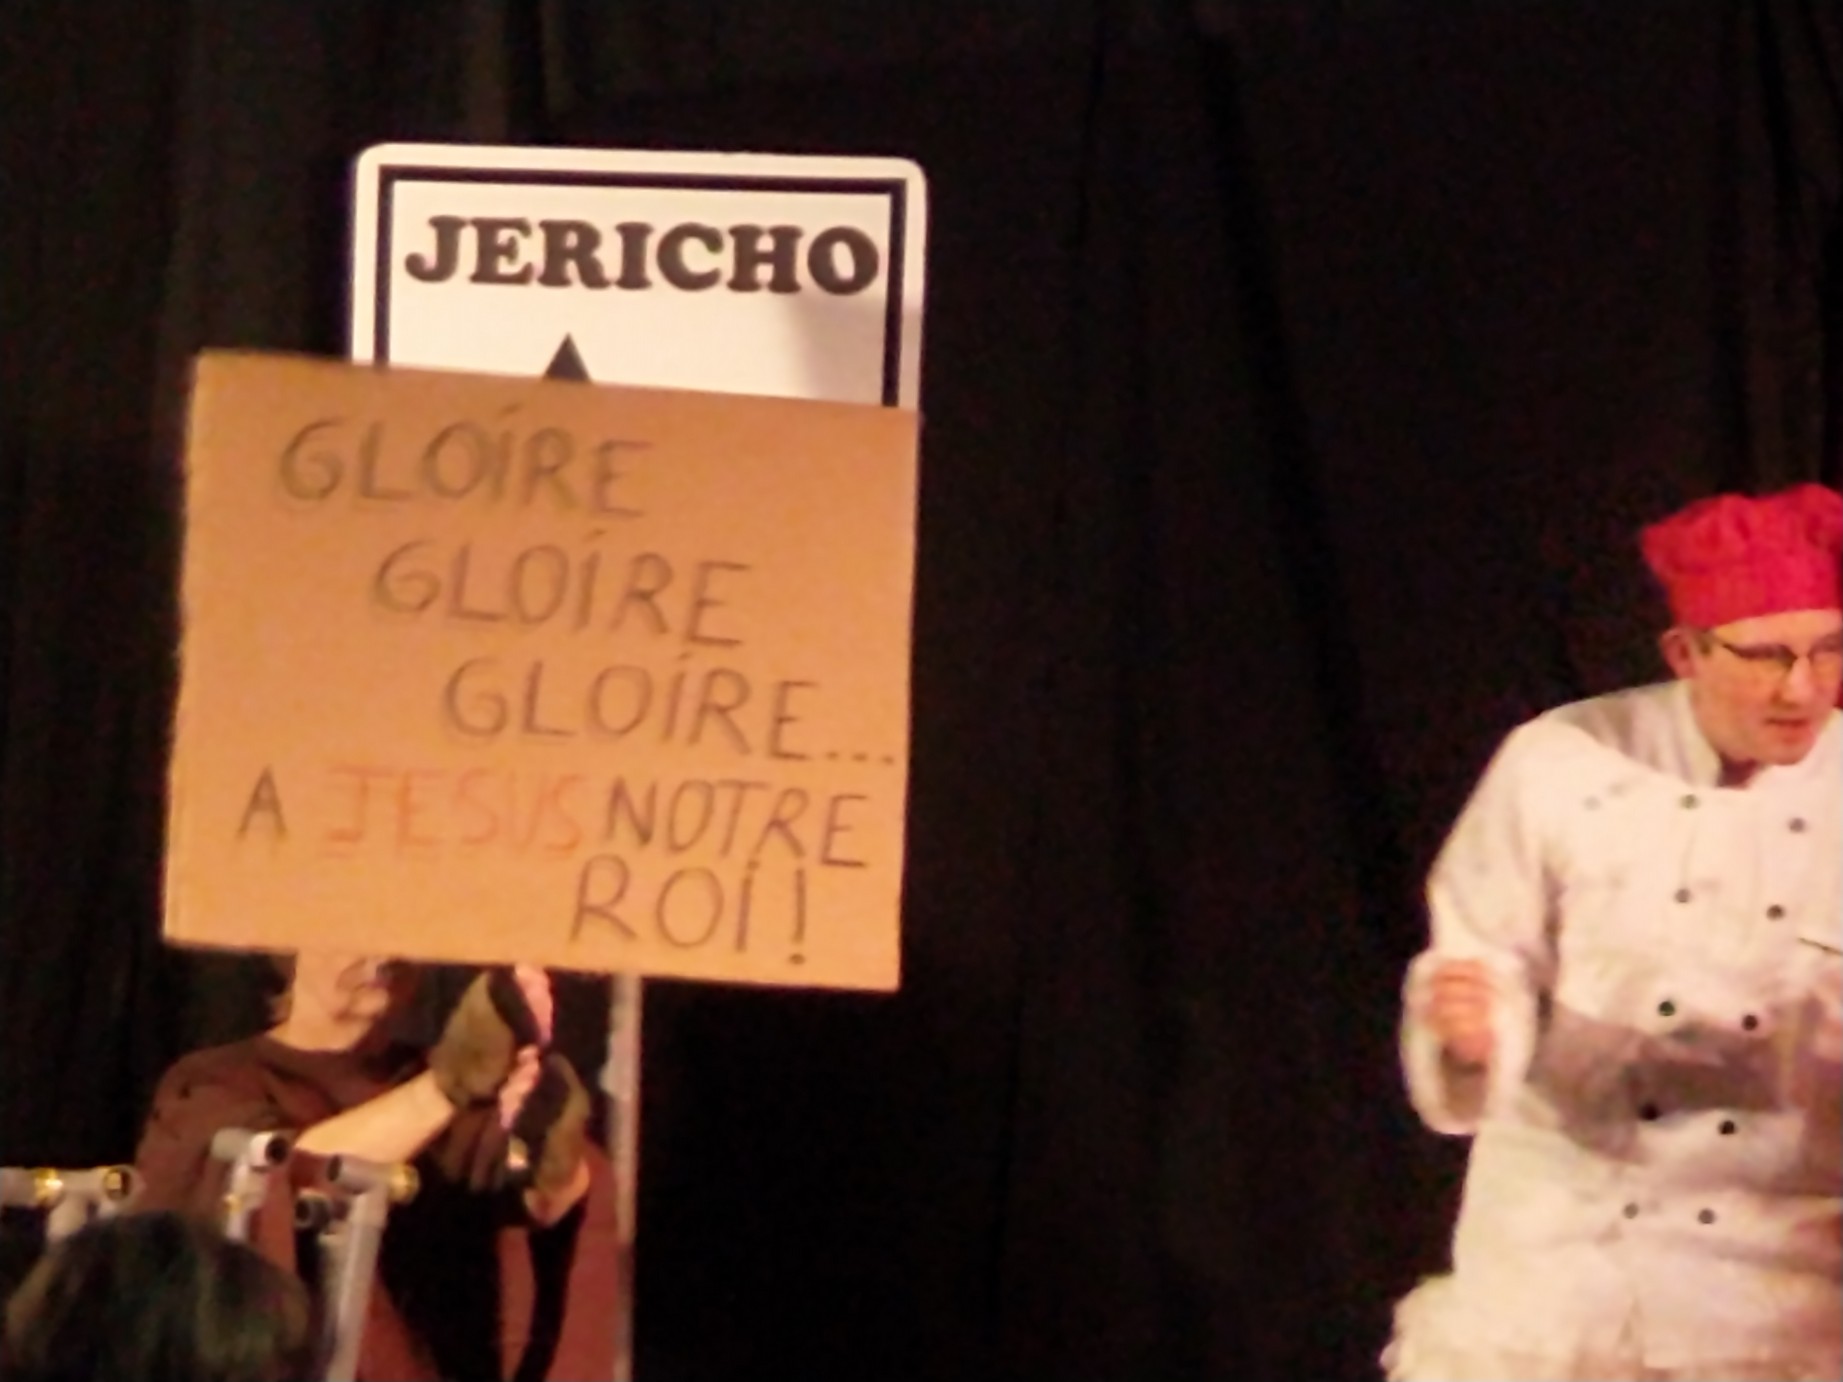 JERICHO
GLOIRE
GLOIRE
GLOIRE...
A JESUS NOTRE
ROI!